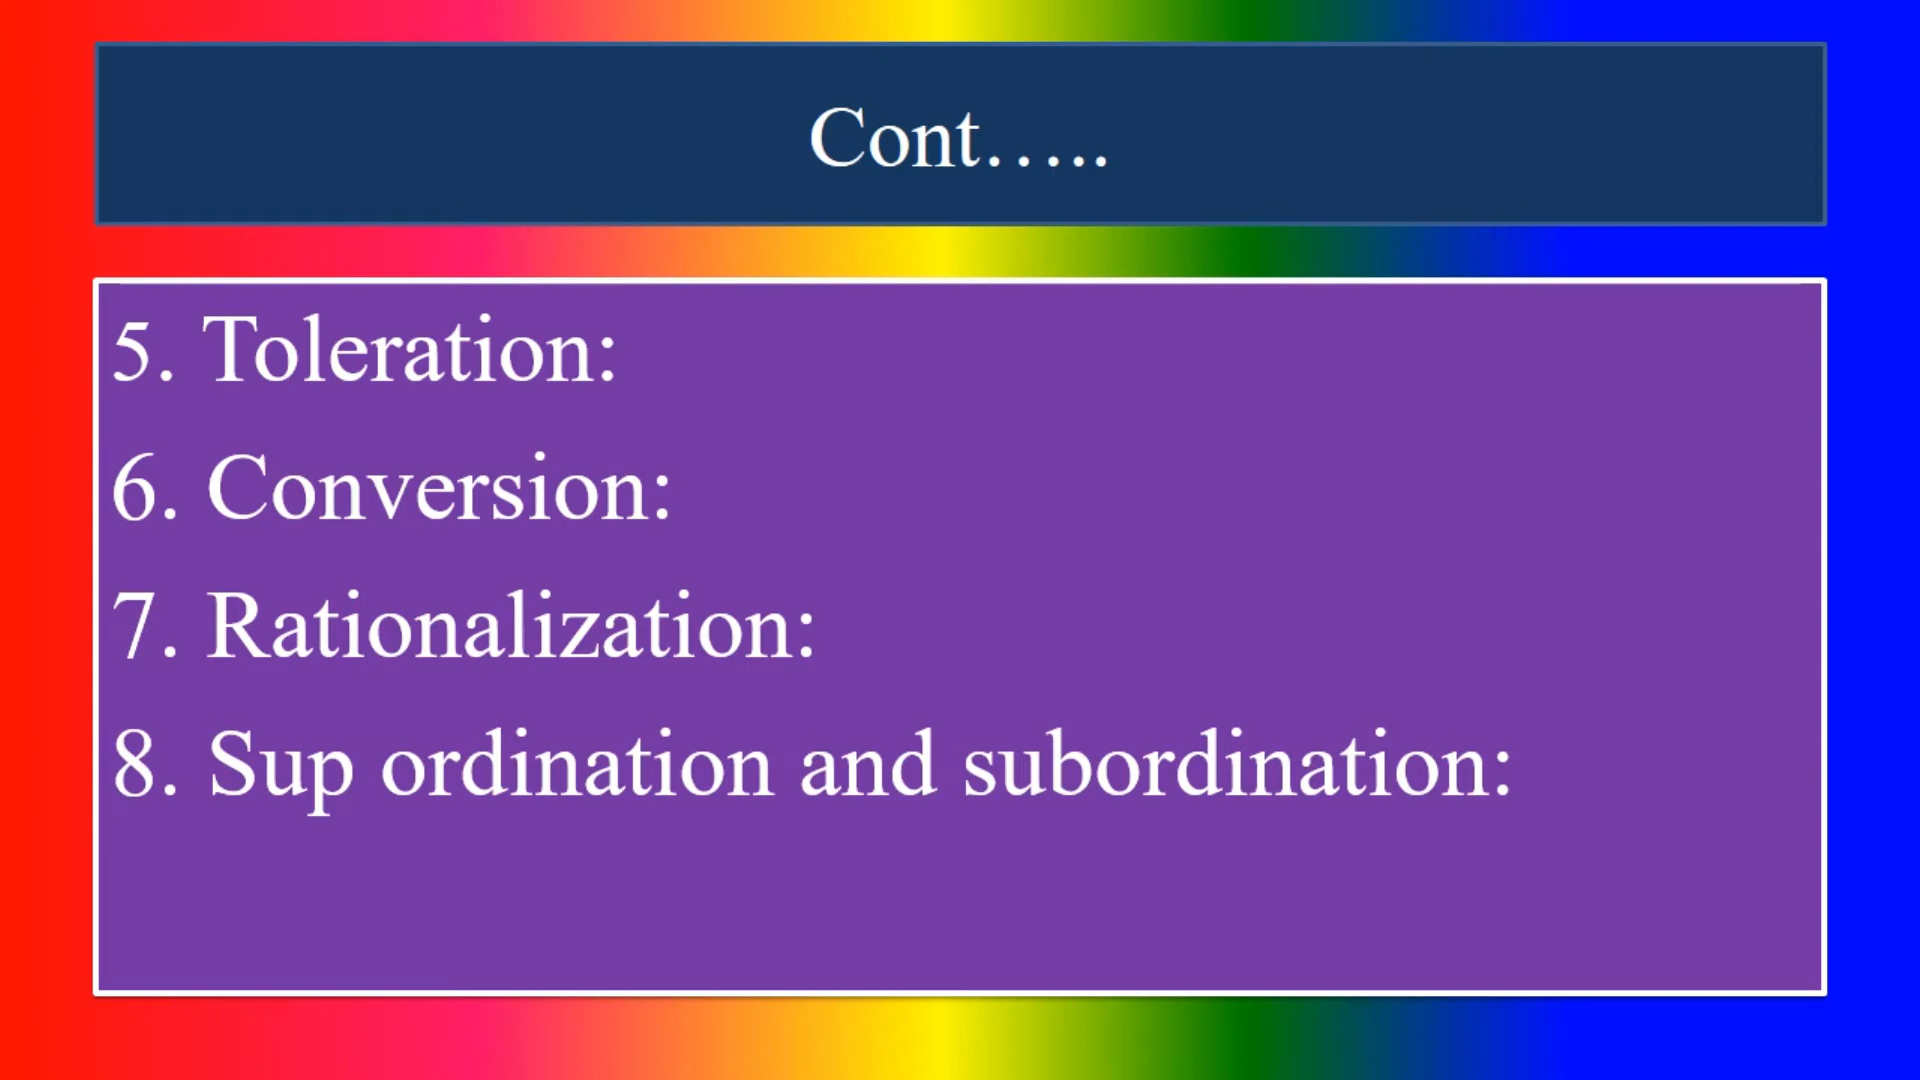 Cont…..
5. Toleration:
6. Conversion:
7. Rationalization:
8. Sup ordination and subordination: